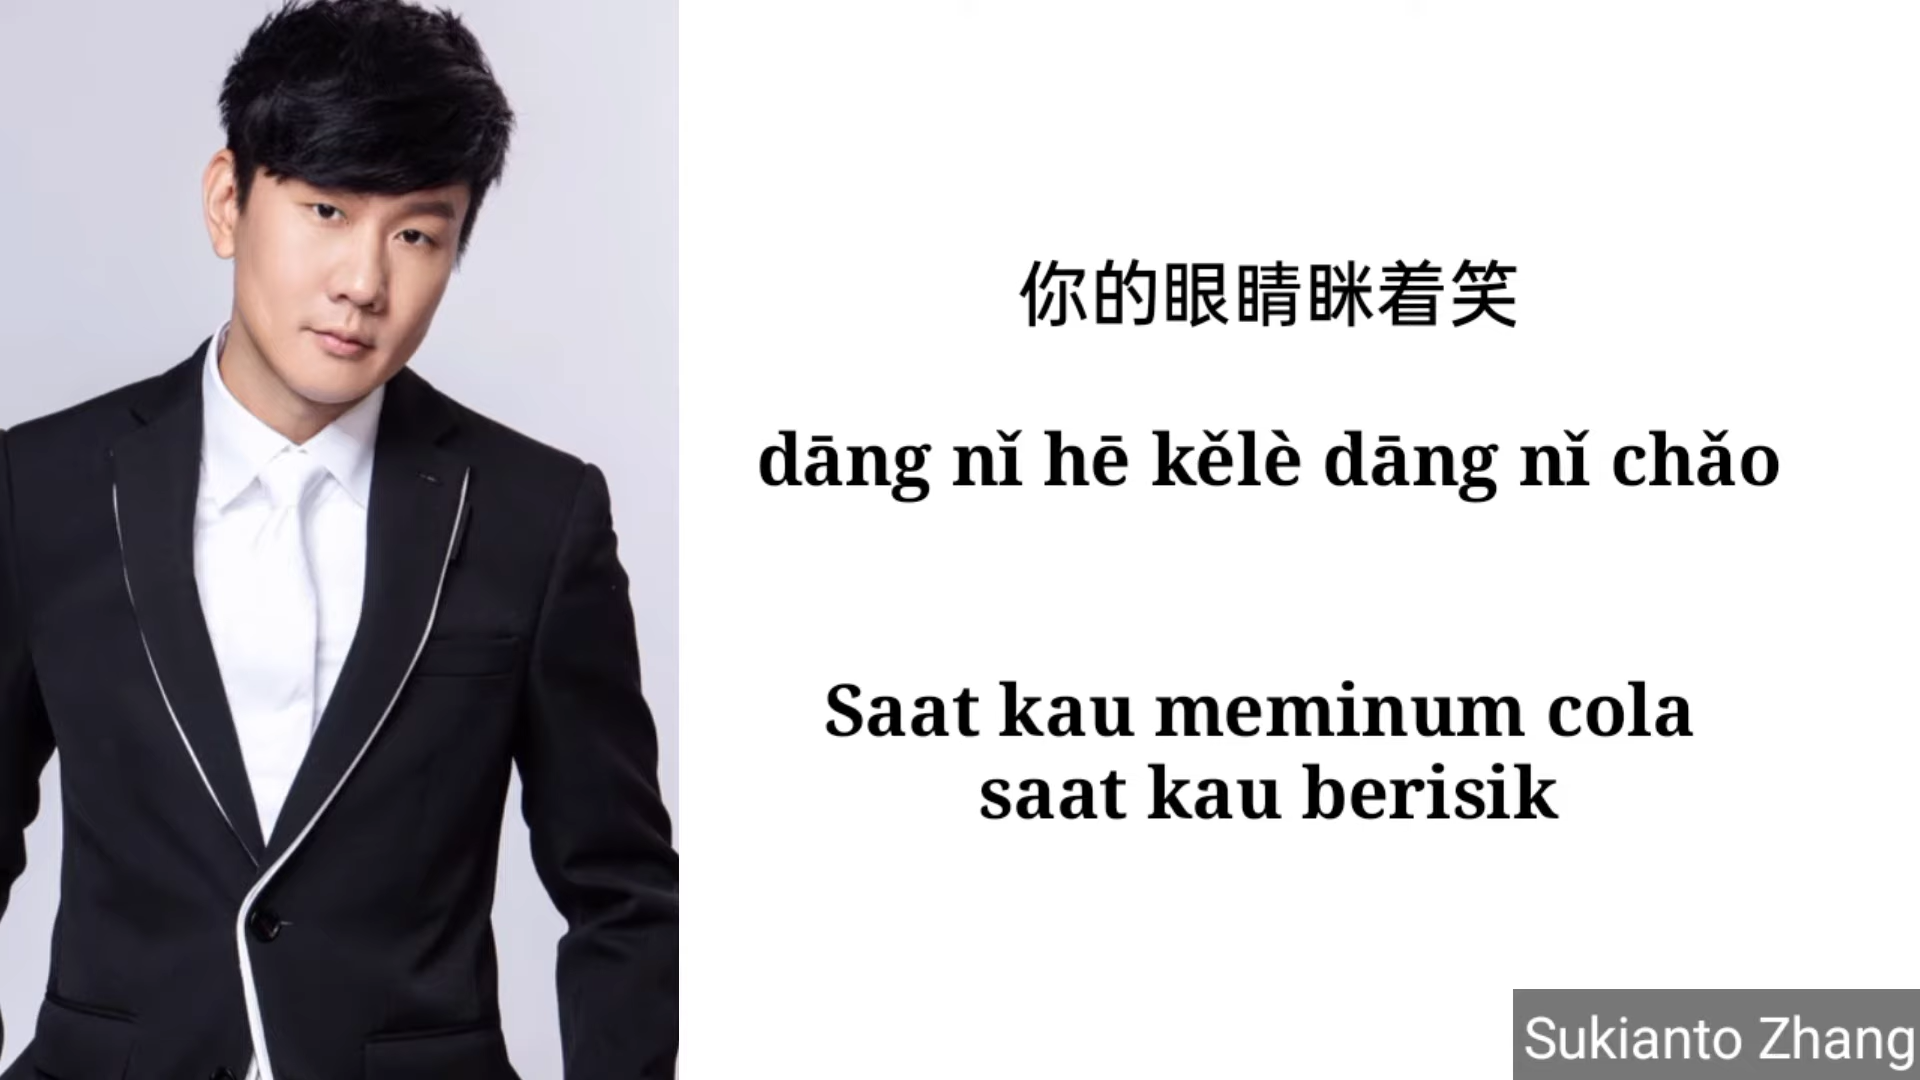 你的眼睛眯着笑
dāng nǐ hē kělè dāng nǐ chǎo
Saat kau meminum cola
saat kau berisik
Sukianto Zhang